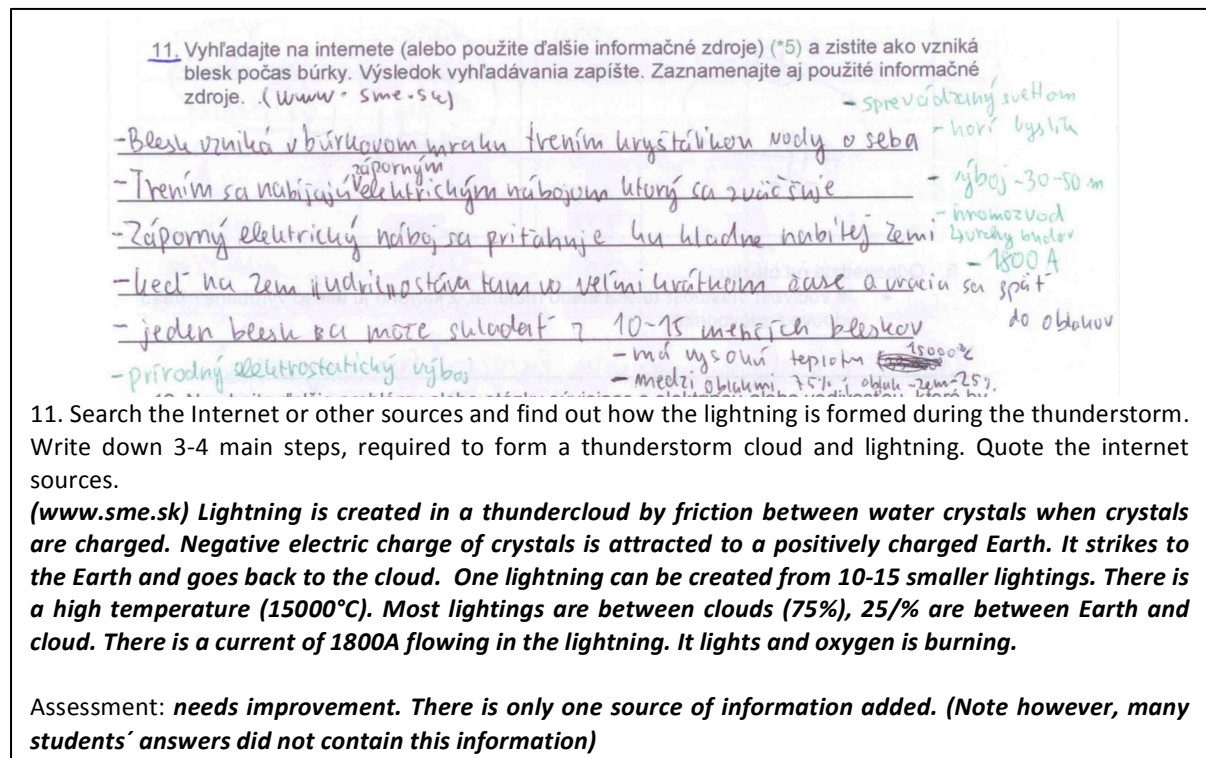 11. Vyhľadajte na internete (alebo použite ďalšie informačné zdroje) (*5) a zistite ako vzniká
blesk počas búrky. Výsledok vyhľadávania zapíšte. Zaznamenajte aj použité informačné
zdroje. (www.sme.sk)
- sprevádzaný svetlom
- Blesk vzniká v búrkovom mraku trením kryštálikov vody o seba
- horí kyslík
záporným
- Trením sa nabíjajú elektrickým nábojom ktorý sa zväčšuje
- výboj - 30-50 m
- hromozvod
- Záporný elektrický náboj sa priťahuje ku kladne nabitej Zemi
- 1800 A
- keď na Zem tam vo veľmi krátkom čase a vracia sa späť
do oblakov
- jeden blesk sa môže skladať z 10-15 menších bleskov
- má vysokú teplotu 15000°C
- prírodný elektrostatický výboj
- medzi oblakmi 75%, oblak - zem - 25%
11. Search the Internet or other sources and find out how the lightning is formed during the thunderstorm.
Write down 3-4 main steps, required to form a thunderstorm cloud and lightning. Quote the internet
sources.
(www.sme.sk) Lightning is created in a thundercloud by friction between water crystals when crystals
are charged. Negative electric charge of crystals is attracted to a positively charged Earth. It strikes to
the Earth and goes back to the cloud. One lightning can be created from 10-15 smaller lightings. There is
a high temperature (15000°C). Most lightings are between clouds (75%), 25/% are between Earth and
cloud. There is a current of 1800A flowing in the lightning. It lights and oxygen is burning.
Assessment: needs improvement. There is only one source of information added. (Note however, many
students´ answers did not contain this information)